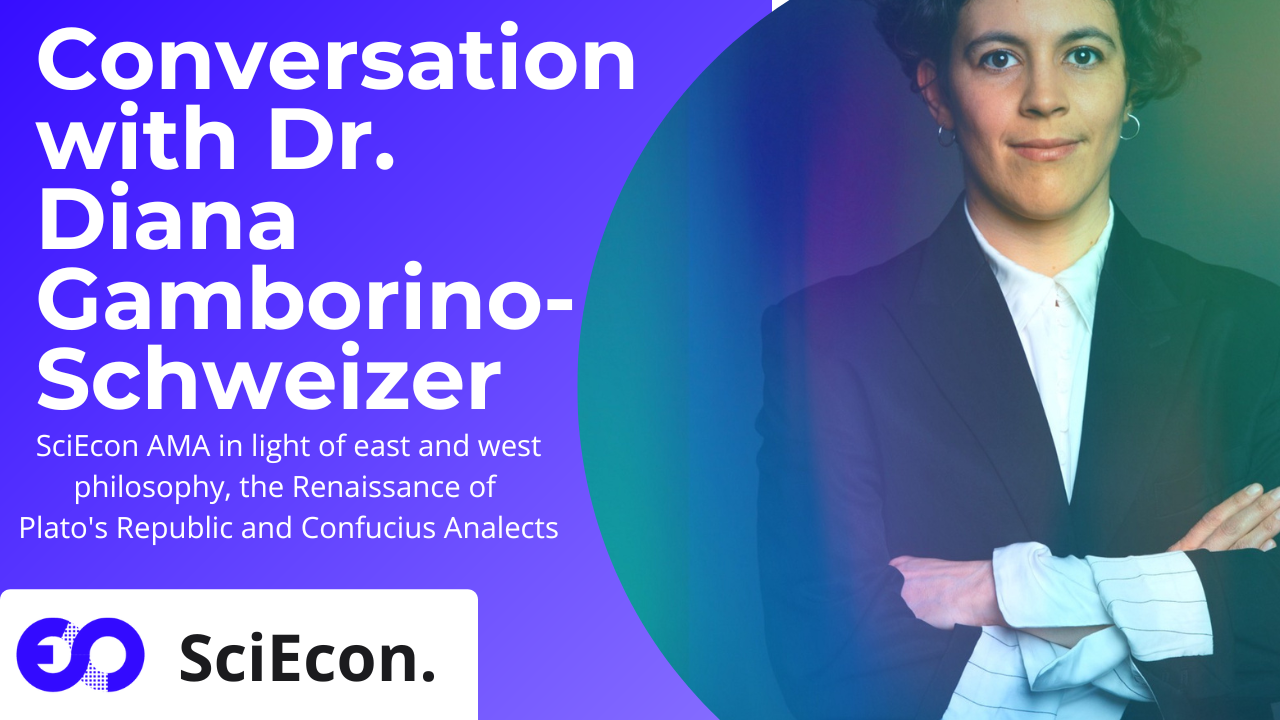 Conversation
with Dr.
Diana
Gamborino-
Schweizer
SciEcon AMA in light of east and west
philosophy, the Renaissance of
Plato's Republic and Confucius Analects
SciEcon.